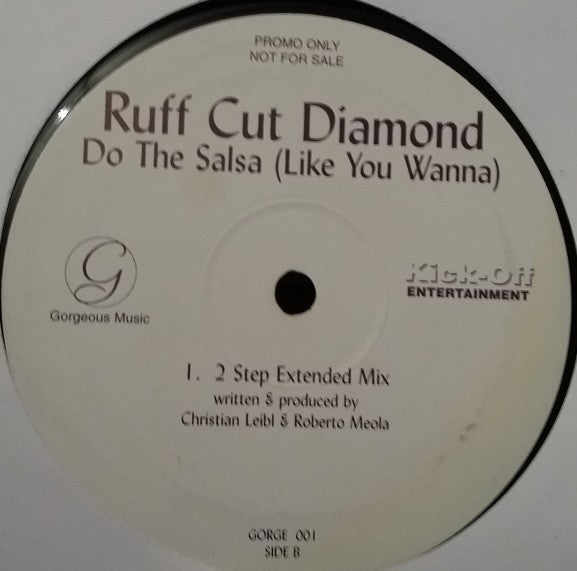 PROMO ONLY
NOT FOR SALE
Ruff Cut Diamond
Do The Salsa (Like You Wanna)
G
Gorgeous Music
Kick-Off
ENTERTAINMENT
1. 2 Step Extended Mix
written & produced by
Christian Leibl & Roberto Meola
GORGE 001
SIDE B